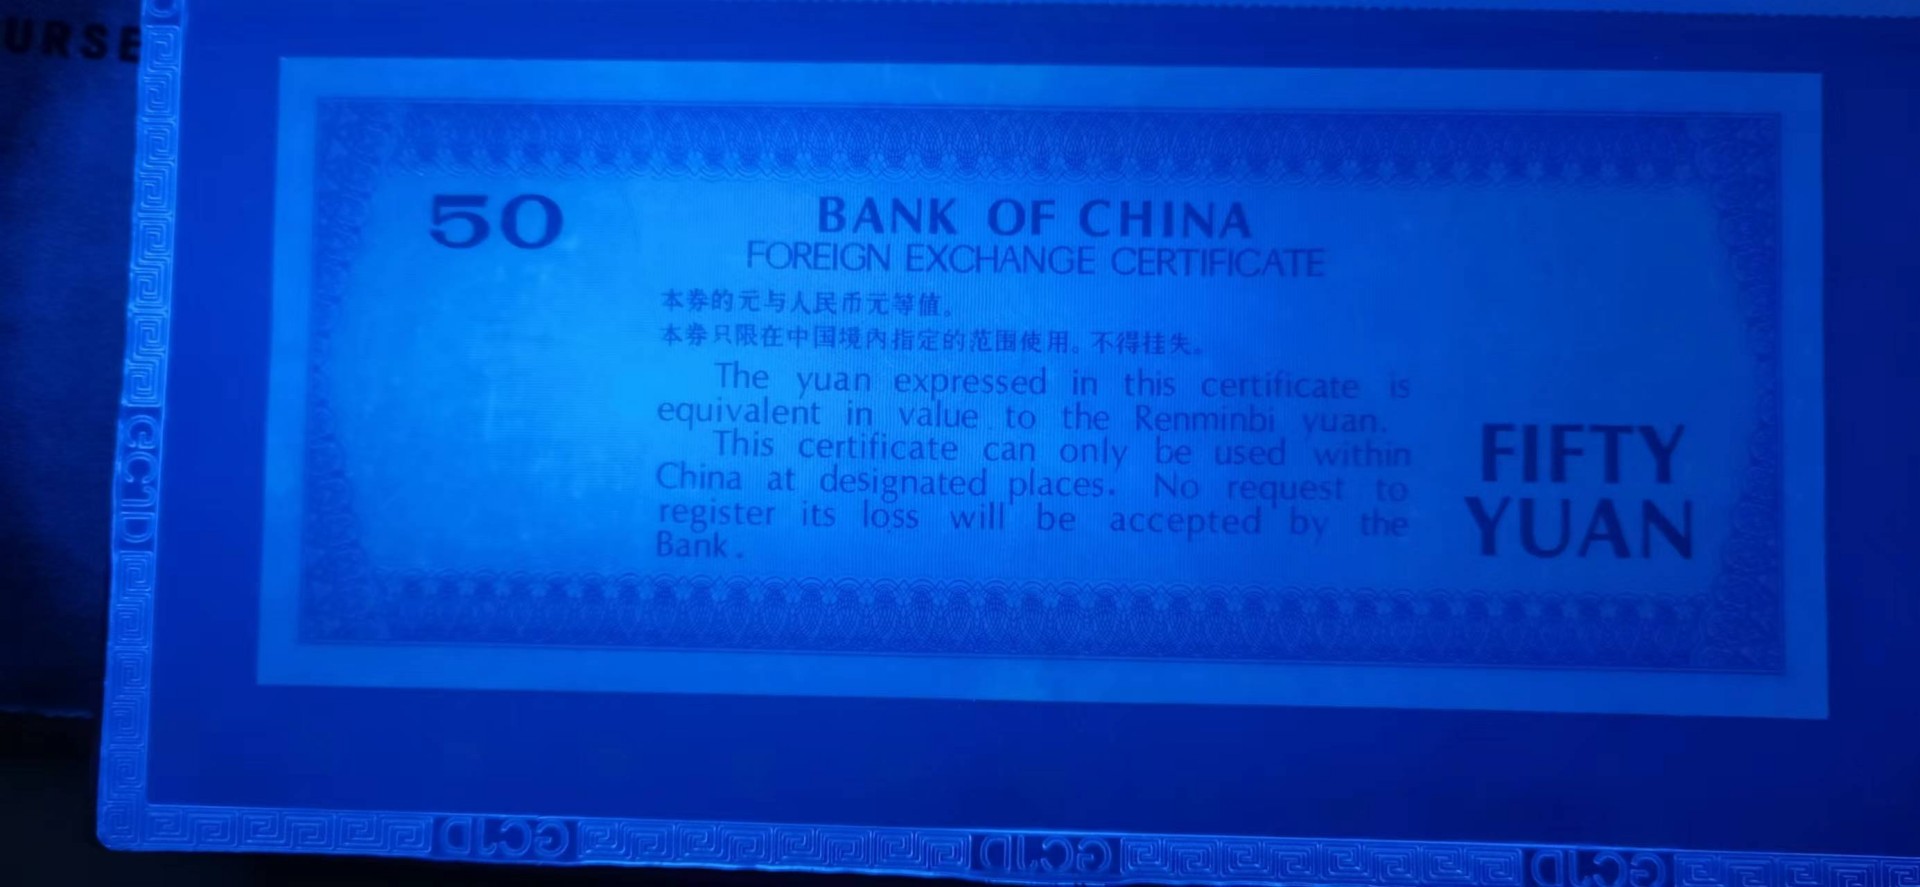 URSE
50
BANK OF CHINA
FOREIGN EXCHANGE CERTIFICATE
本券的元与人民币元等值。
本券只限在中国境内指定的范围使用。不得挂失。
The yuan expressed in this certificate is
equivalent in value to the Renminbi yuan.
This certificate can only be used within
China at designated places. No request to
register its loss will be accepted by the
Bank.
FIFTY
YUAN